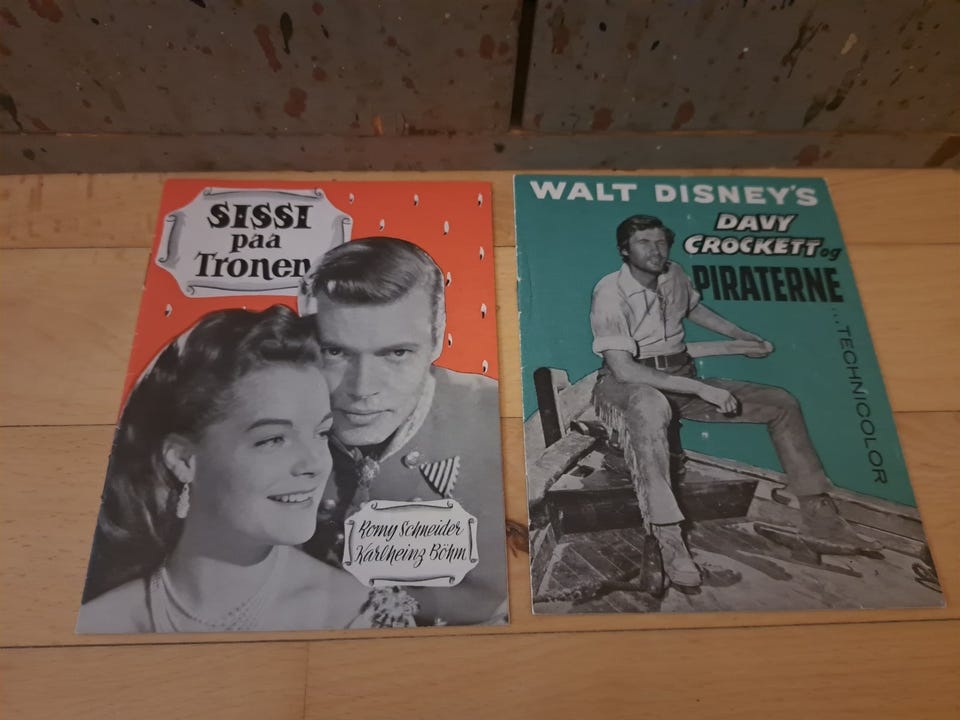 SISSI
paa
Tronen
Romy Schneider
Karlheinz Böhm
WALT DISNEY'S
DAVY
CROCKETT og
PIRATERNE
...TECHNICOLOR